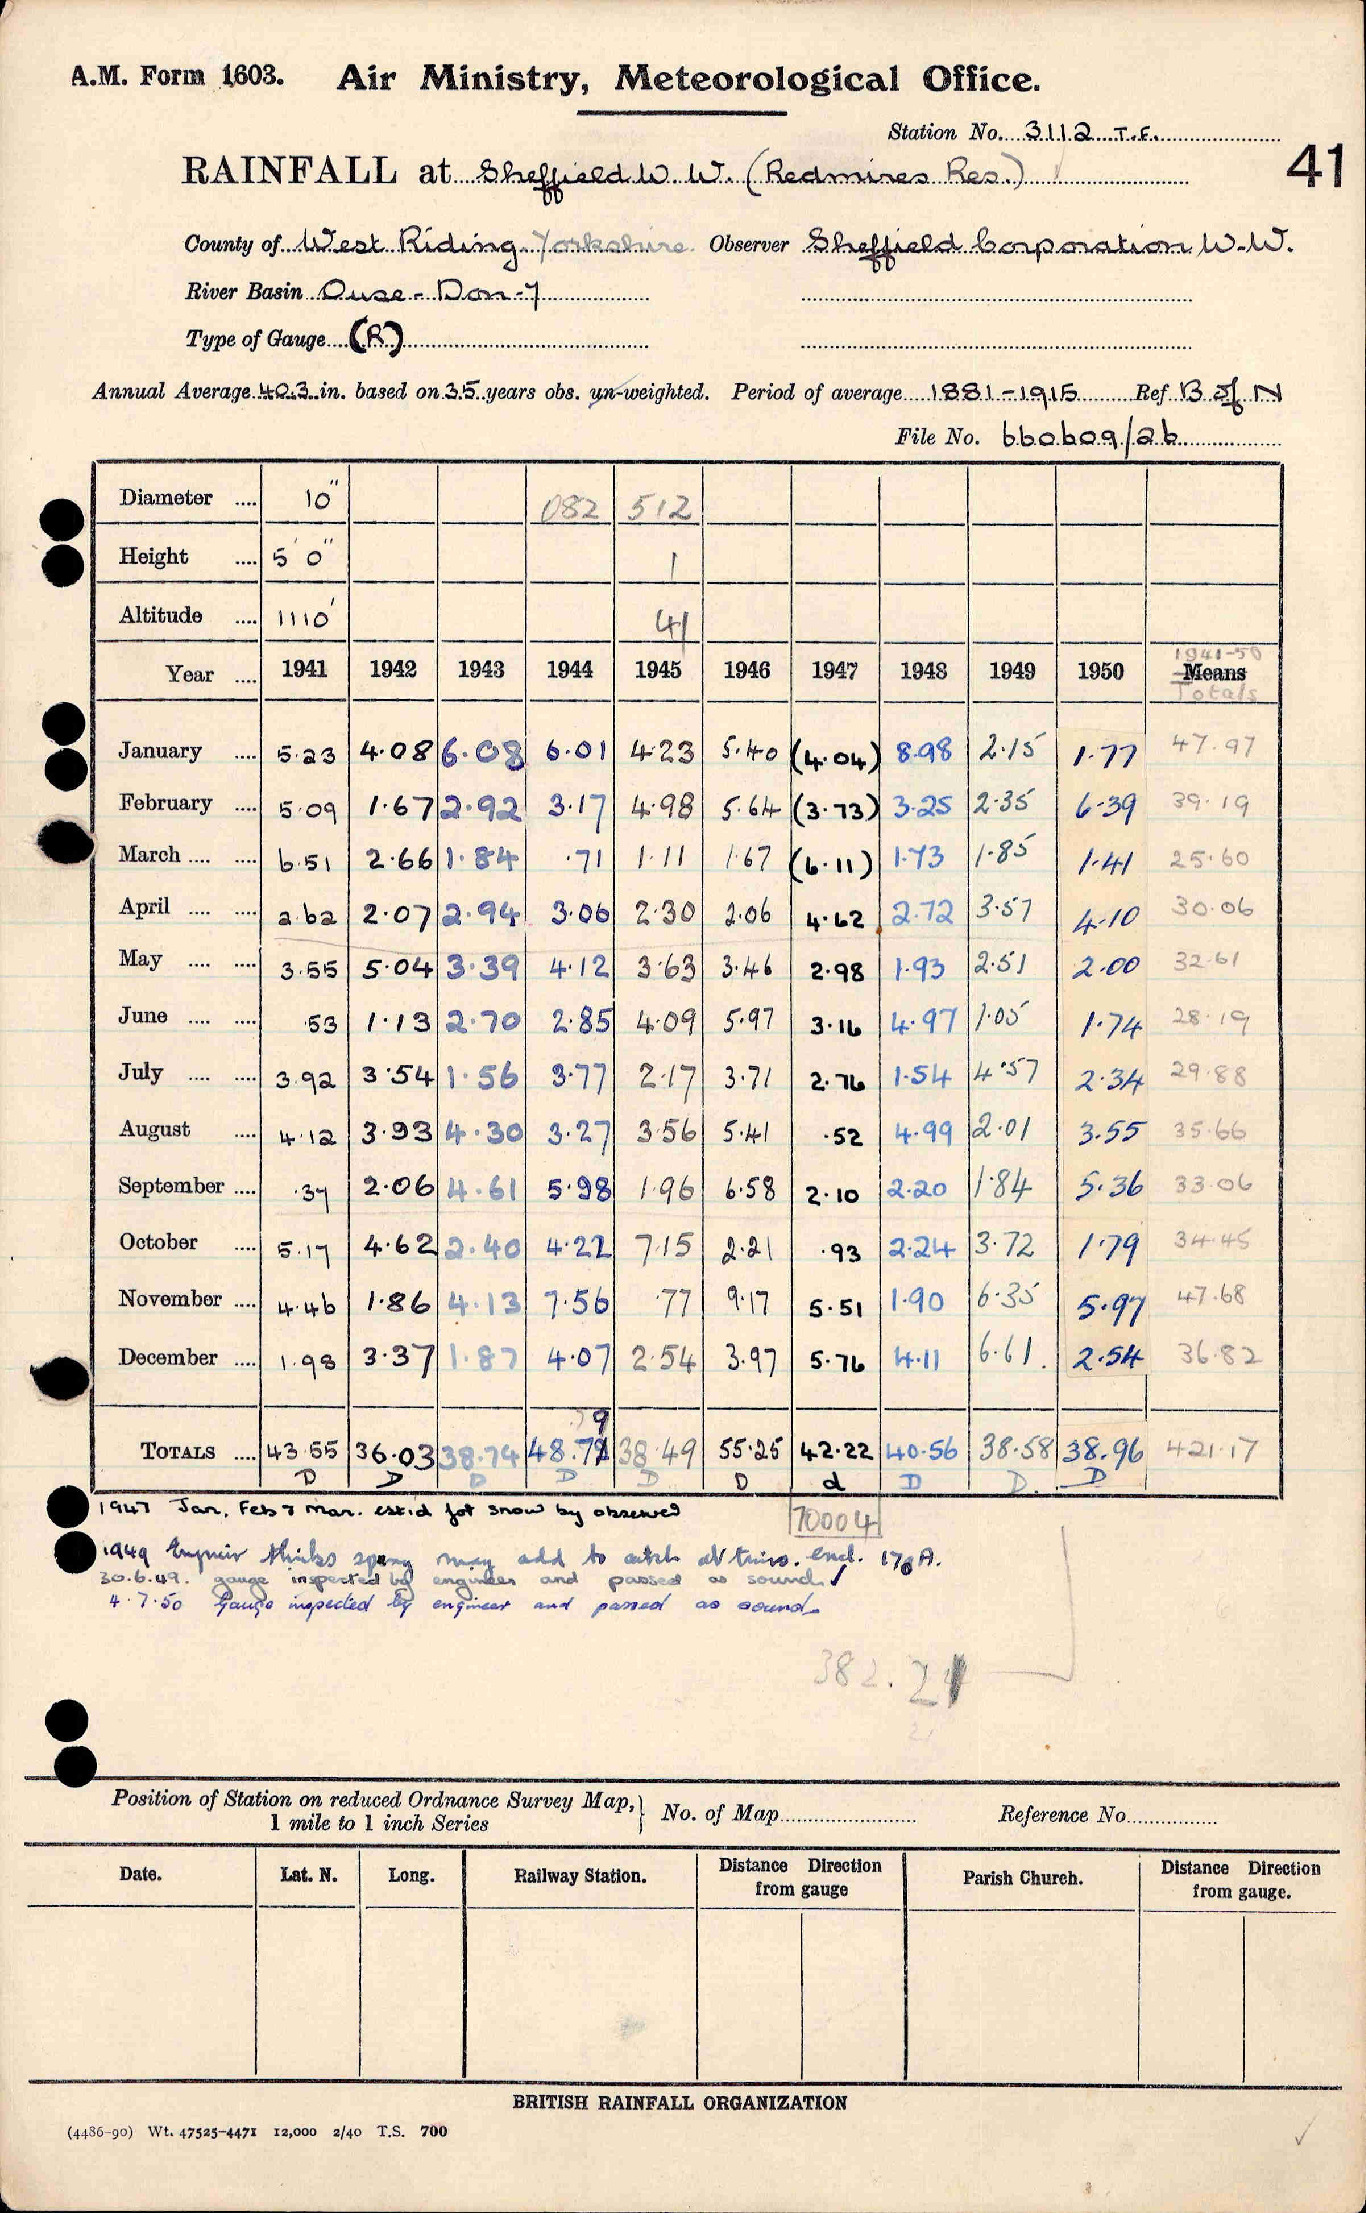 A.M. Form 1603. Air Ministry, Meteorological Office.
Station No. 3112 T.F.
41
RAINFALL at Sheffield W. W. (Redmires Res.)
County of West Riding Yorkshire Observer Sheffield Corporation W.W.
River Basin Ouse - Don - 7
Type of Gauge (R)
Annual Average 40.3 in. based on 35 years obs. un-weighted. Period of average 1881-1915 Ref B of N
File No. 660609/26
Diameter .... 10" 082 512
Height .... 5' 0" 1
Altitude .... 1110' 41
Year .... 1941 1942 1943 1944 1945 1946 1947 1948 1949 1950 1941-50 Means Totals
January .... 5.23 4.08 6.08 6.01 4.23 5.40 (4.04) 8.98 2.15 1.77 47.97
February .... 5.09 1.67 2.92 3.17 4.98 5.64 (3.73) 3.25 2.35 6.39 39.19
March .... .... 6.51 2.66 1.84 .71 1.11 1.67 (6.11) 1.73 1.85 1.41 25.60
April .... .... 2.62 2.07 2.94 3.06 2.30 2.06 4.62 2.72 3.57 4.10 30.06
May .... .... 3.55 5.04 3.39 4.12 3.63 3.46 2.98 1.93 2.51 2.00 32.61
June .... .... .53 1.13 2.70 2.85 4.09 5.97 3.16 4.97 1.05 1.74 28.19
July .... .... 3.92 3.54 1.56 3.77 2.17 3.71 2.76 1.54 4.57 2.34 29.88
August .... 4.12 3.93 4.30 3.27 3.56 5.41 .52 4.99 2.01 3.55 35.66
September .... .37 2.06 4.61 5.98 1.96 6.58 2.10 2.20 1.84 5.36 33.06
October .... 5.17 4.62 2.40 4.22 7.15 2.21 .93 2.24 3.72 1.79 34.45
November .... 4.46 1.86 4.13 7.56 .77 9.17 5.51 1.90 6.35 5.97 47.68
December .... 1.98 3.37 1.87 4.07 2.54 3.97 5.76 4.11 6.61 2.54 36.82
9
TOTALS .... 43.55 36.03 38.74 48.79 38.49 55.25 42.22 40.56 38.58 38.96 421.17
D D D D D D d D D. D
1947 Jan, Feb & Mar. est'd for snow by observer
70004
1949 Enquir thinks spray may add to catch at times. encl. 178A.
30.6.49. gauge inspected by engineer and passed as sound
4.7.50 Gauge inspected by engineer and passed as sound
382.21
21
Position of Station on reduced Ordnance Survey Map, 1 mile to 1 inch Series } No. of Map Reference No.
Date. Lat. N. Long. Railway Station. Distance Direction from gauge Parish Church. Distance Direction from gauge.
BRITISH RAINFALL ORGANIZATION
(4486-90) Wt. 47525-4471 12,000 2/40 T.S. 700